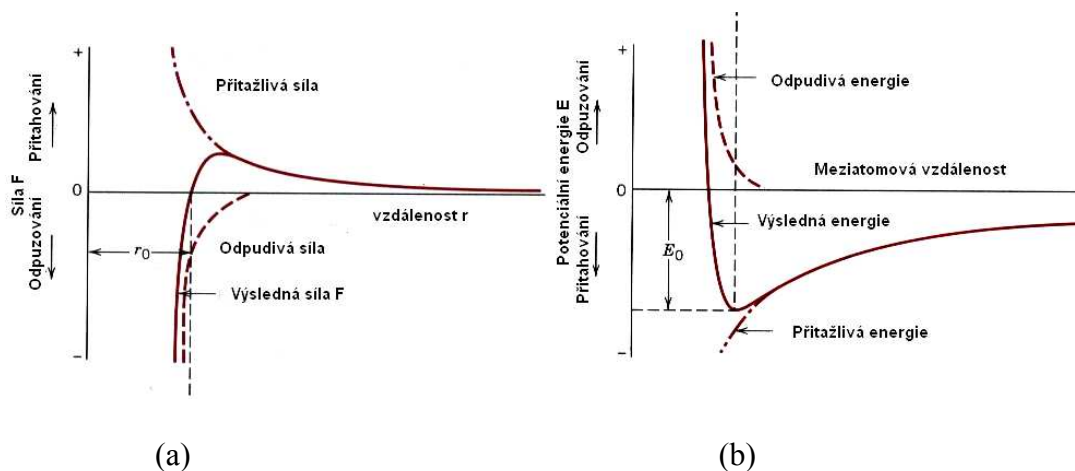 +
Přitahování
0
Síla F
Odpuzování
−
Přitažlivá síla
vzdálenost r
r0
Odpudivá síla
Výsledná síla F
(a)
+
Potenciální energie E
Odpuzování
0
Přitahování
−
Odpudivá energie
Meziatomová vzdálenost
Výsledná energie
E0
Přitažlivá energie
(b)